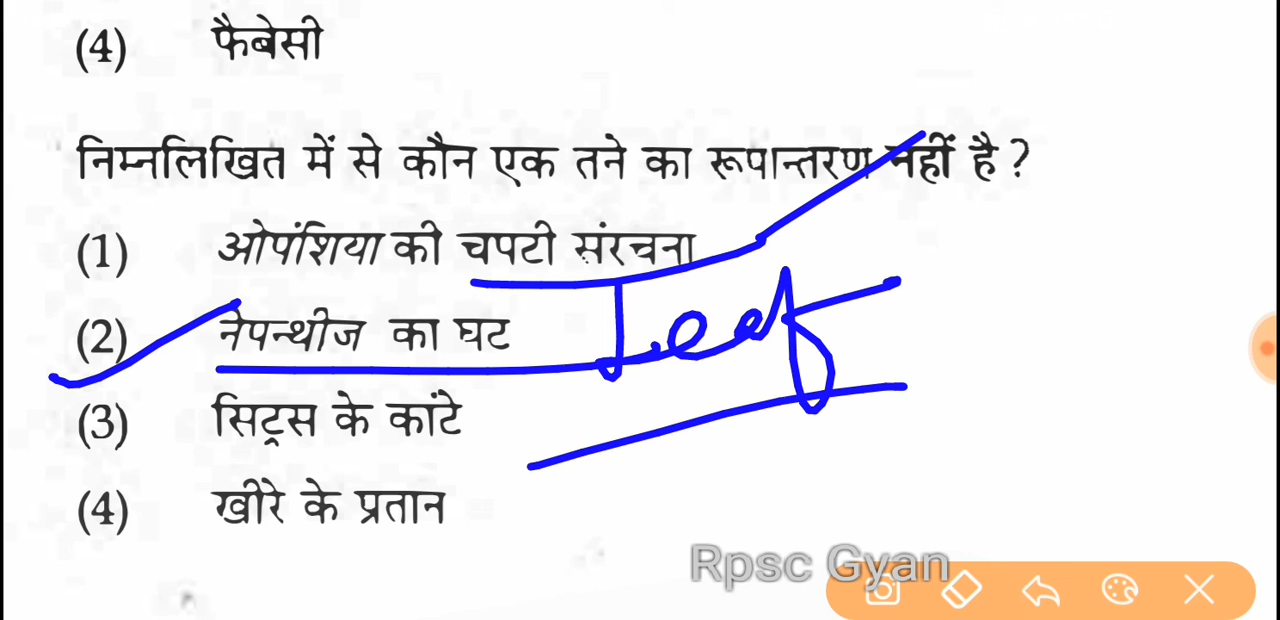 (4) फैबेसी
निम्नलिखित में से कौन एक तने का रूपान्तरण नहीं है ?
(1) ओपंशिया की चपटी संरचना
(2) नेपन्थीज का घट
Leaf
(3) सिट्रस के कांटे
(4) खीरे के प्रतान
Rpsc Gyan